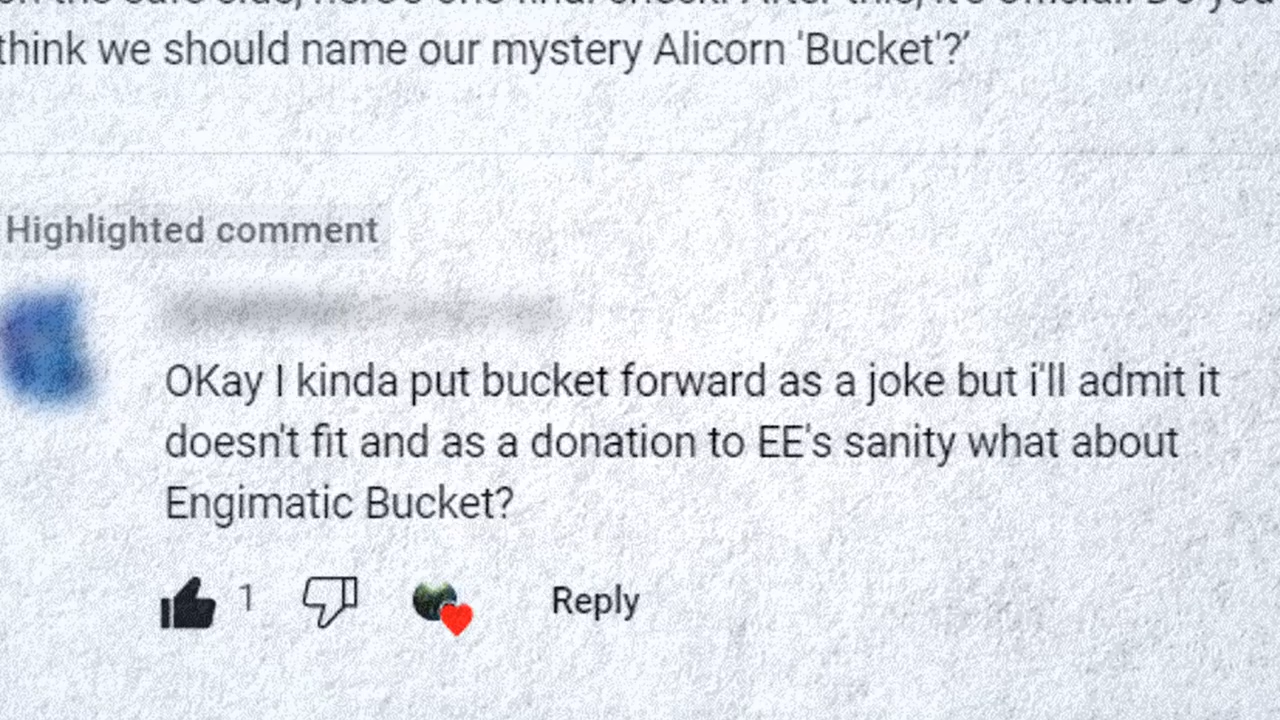 think we should name our mystery Alicorn 'Bucket'?'
Highlighted comment
OKay I kinda put bucket forward as a joke but i'll admit it
doesn't fit and as a donation to EE's sanity what about
Engimatic Bucket?
1 Reply